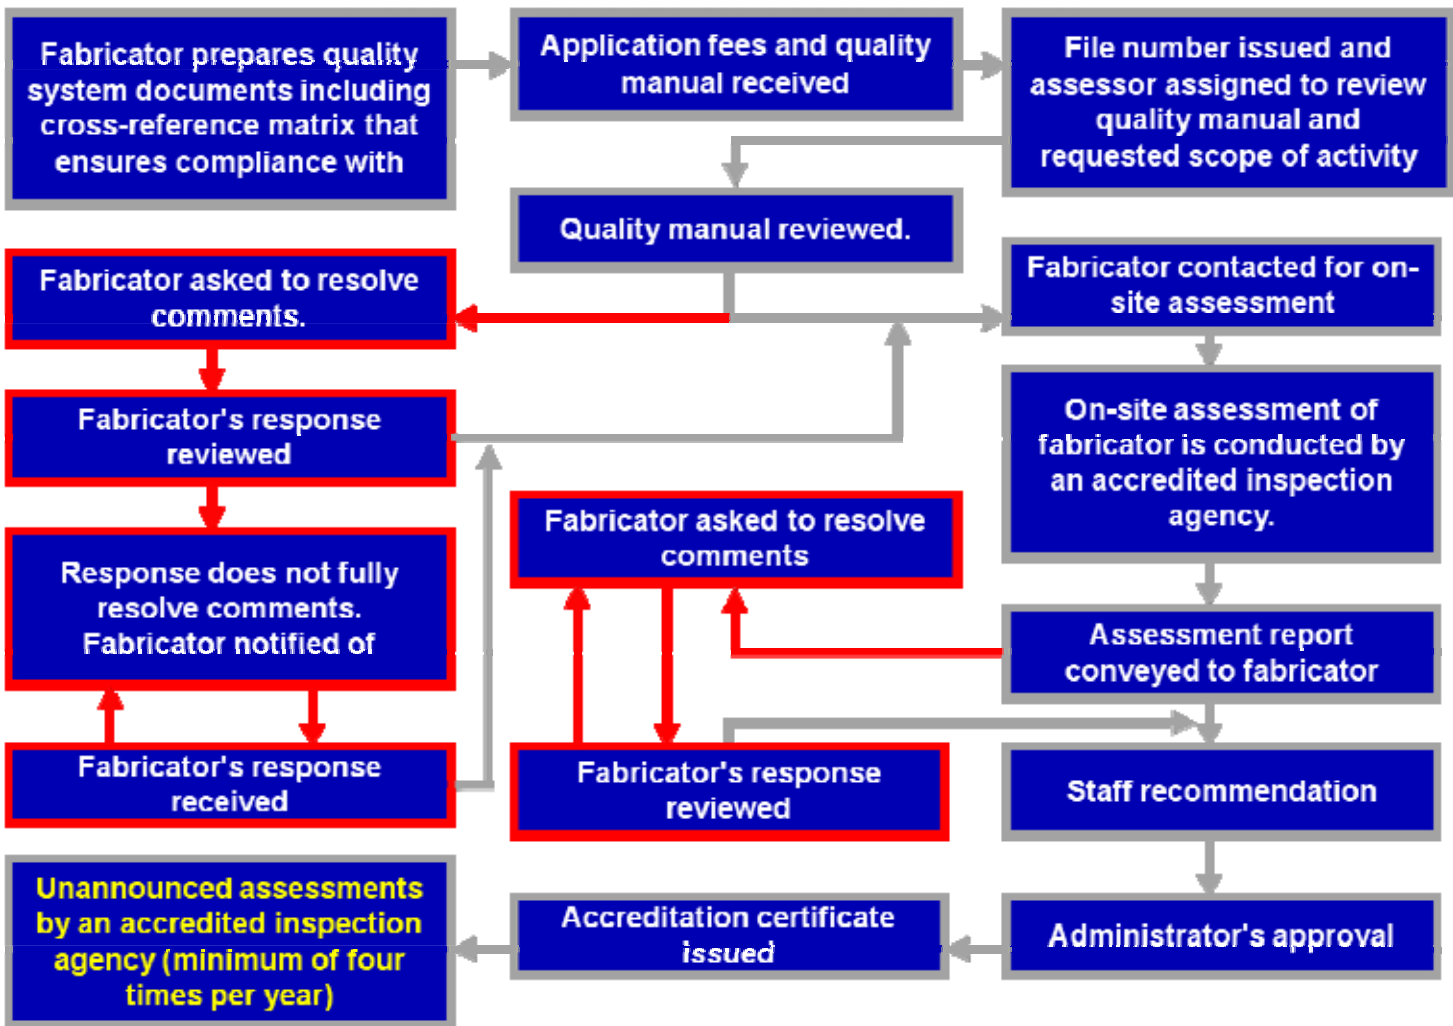 Fabricator prepares quality
system documents including
cross-reference matrix that
ensures compliance with
Application fees and quality
manual received
File number issued and
assessor assigned to review
quality manual and
requested scope of activity
Quality manual reviewed.
Fabricator asked to resolve
comments.
Fabricator contacted for on-
site assessment
Fabricator's response
reviewed
On-site assessment of
fabricator is conducted by
an accredited inspection
agency.
Fabricator asked to resolve
comments
Response does not fully
resolve comments.
Fabricator notified of
Assessment report
conveyed to fabricator
Fabricator's response
received
Fabricator's response
reviewed
Staff recommendation
Unannounced assessments
by an accredited inspection
agency (minimum of four
times per year)
Accreditation certificate
issued
Administrator's approval